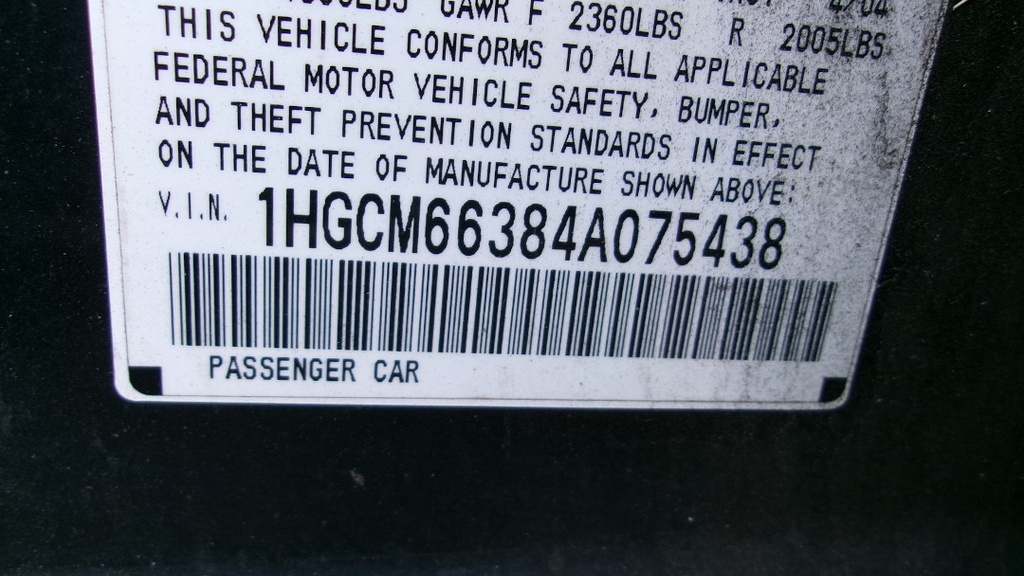 GAWR F 2360LBS R 2005LBS
THIS VEHICLE CONFORMS TO ALL APPLICABLE
FEDERAL MOTOR VEHICLE SAFETY, BUMPER,
AND THEFT PREVENTION STANDARDS IN EFFECT
ON THE DATE OF MANUFACTURE SHOWN ABOVE:
V.I.N. 1HGCM66384A075438
PASSENGER CAR